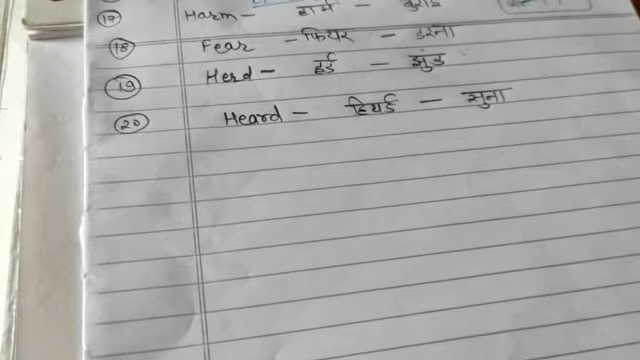 17 Harm - हार्म - बुराई
18 Fear - फियर - डरना
19 Herd - हर्ड - झुंड
20 Heard - हियर्ड - सुना